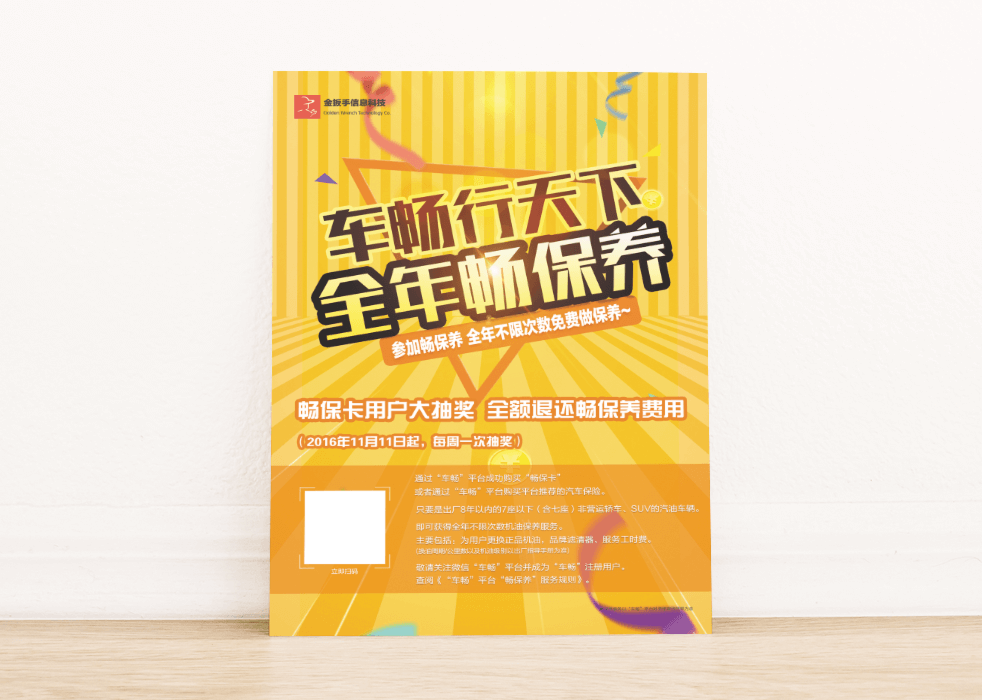 金扳手信息科技
Golden Wrench Technology Co
车畅行天下
全年畅保养
参加畅保养 全年不限次数免费做保养~
畅保卡用户大抽奖 全额退还畅保养费用
（2016年11月11日起，每周一次抽奖）
通过“车畅”平台成功购买“畅保卡”
或者通过“车畅”平台购买平台推荐的汽车保险。
只要是出厂8年以内的7座以下（含七座）非营运轿车、SUV的汽油车辆。
即可获得全年不限次数机油保养服务。
主要包括：为用户更换正品机油、品牌滤清器、服务工时费。
敬请关注微信“车畅”平台并成为“车畅”注册用户。
查阅《“车畅”平台“畅保养”服务规则》。
立即扫码